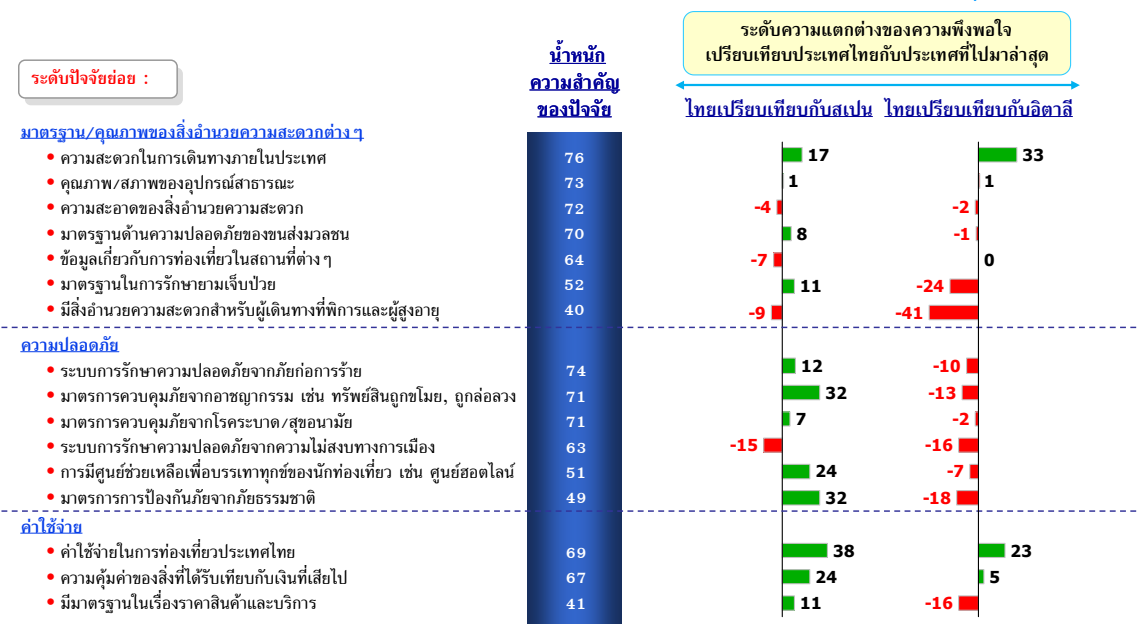 ระดับความแตกต่างของความพึงพอใจ
เปรียบเทียบประเทศไทยกับประเทศที่ไปมาล่าสุด
ระดับปัจจัยย่อย :
น้ำหนัก
ความสำคัญ
ของปัจจัย
ไทยเปรียบเทียบกับสเปน ไทยเปรียบเทียบกับอิตาลี
มาตรฐาน/คุณภาพของสิ่งอำนวยความสะดวกต่างๆ
• ความสะดวกในการเดินทางภายในประเทศ 76 17 33
• คุณภาพ/สภาพของอุปกรณ์สาธารณะ 73 1 1
• ความสะอาดของสิ่งอำนวยความสะดวก 72 -4 -2
• มาตรฐานด้านความปลอดภัยของขนส่งมวลชน 70 8 -1
• ข้อมูลเกี่ยวกับการท่องเที่ยวในสถานที่ต่างๆ 64 -7 0
• มาตรฐานในการรักษายามเจ็บป่วย 52 11 -24
• มีสิ่งอำนวยความสะดวกสำหรับผู้เดินทางที่พิการและผู้สูงอายุ 40 -9 -41
ความปลอดภัย
• ระบบการรักษาความปลอดภัยจากภัยก่อการร้าย 74 12 -10
• มาตรการควบคุมภัยจากอาชญากรรม เช่น ทรัพย์สินถูกขโมย, ถูกล่อลวง 71 32 -13
• มาตรการควบคุมภัยจากโรคระบาด/สุขอนามัย 71 7 -2
• ระบบการรักษาความปลอดภัยจากความไม่สงบทางการเมือง 63 -15 -16
• การมีศูนย์ช่วยเหลือเพื่อบรรเทาทุกข์ของนักท่องเที่ยว เช่น ศูนย์ฮอตไลน์ 51 24 -7
• มาตรการการป้องกันภัยจากภัยธรรมชาติ 49 32 -18
ค่าใช้จ่าย
• ค่าใช้จ่ายในการท่องเที่ยวประเทศไทย 69 38 23
• ความคุ้มค่าของสิ่งที่ได้รับเทียบกับเงินที่เสียไป 67 24 5
• มีมาตรฐานในเรื่องราคาสินค้าและบริการ 41 11 -16